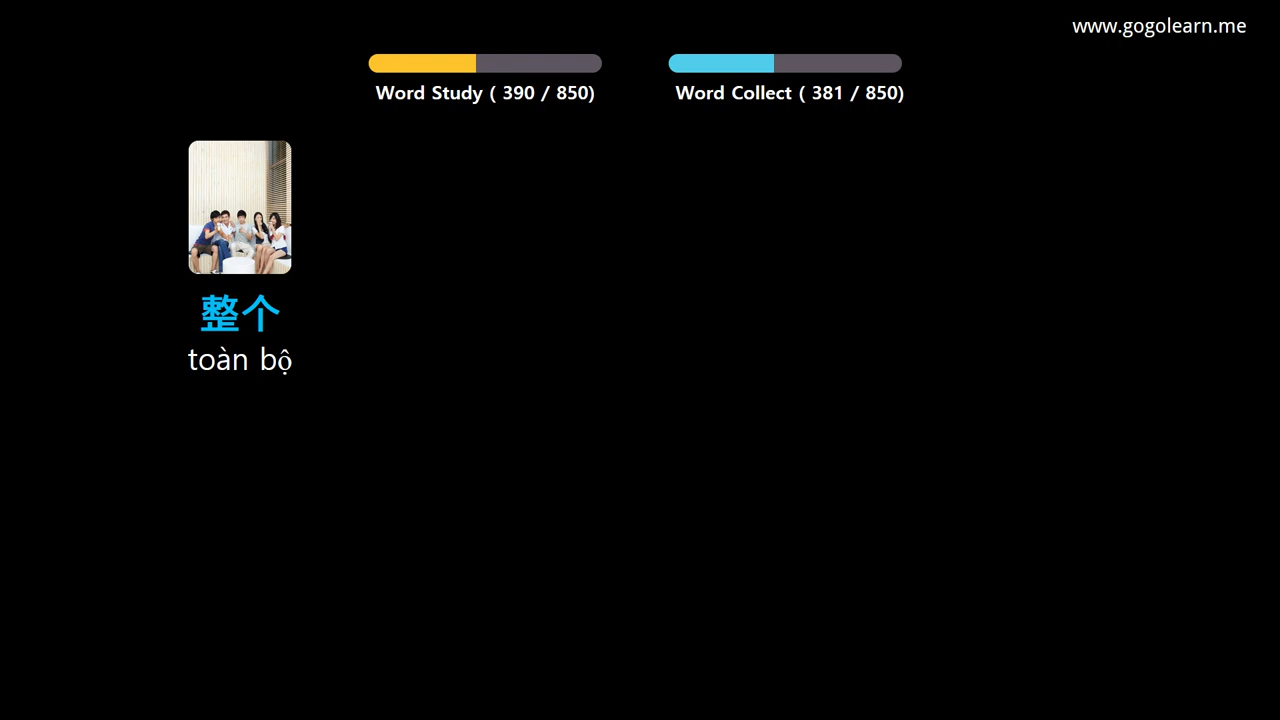 www.gogolearn.me
Word Study ( 390 / 850)
Word Collect ( 381 / 850)
整个
toàn bộ